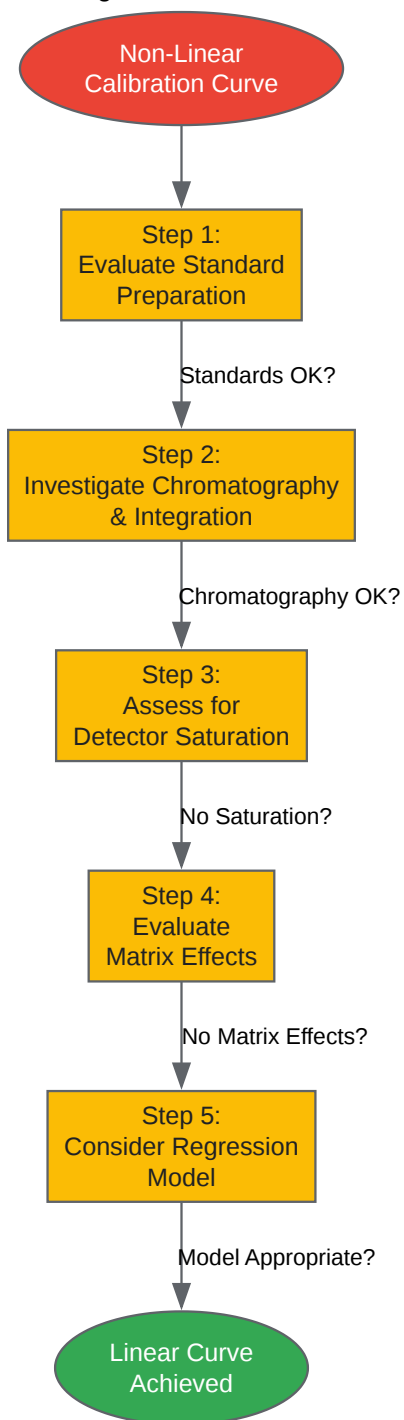 Non-Linear
Calibration Curve
Step 1:
Evaluate Standard
Preparation
Standards OK?
Step 2:
Investigate Chromatography
& Integration
Chromatography OK?
Step 3:
Assess for
Detector Saturation
No Saturation?
Step 4:
Evaluate
Matrix Effects
No Matrix Effects?
Step 5:
Consider Regression
Model
Model Appropriate?
Linear Curve
Achieved